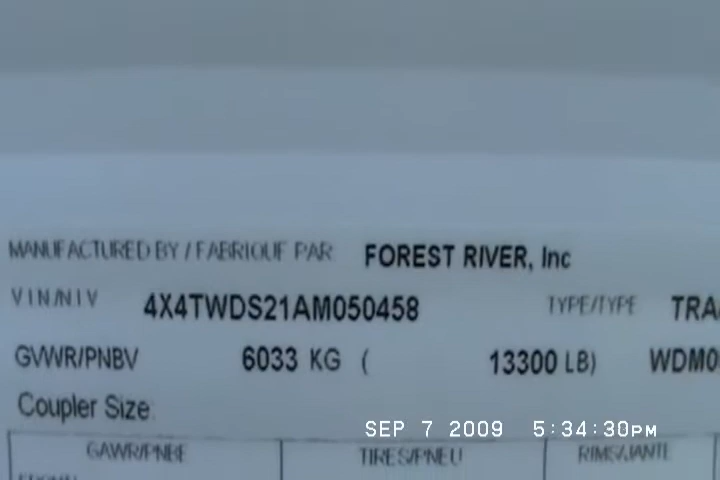 MANUFACTURED BY / FABRIQUE PAR FOREST RIVER, Inc
VIN/NIV 4X4TWDS21AM050458 TYPE/TYPE TRA
GVWR/PNBV 6033 KG ( 13300 LB) WDM0
Coupler Size
SEP 7 2009 5:34:30PM
GAWR/PNBE TIRES/PNEU RIMS/JANTE